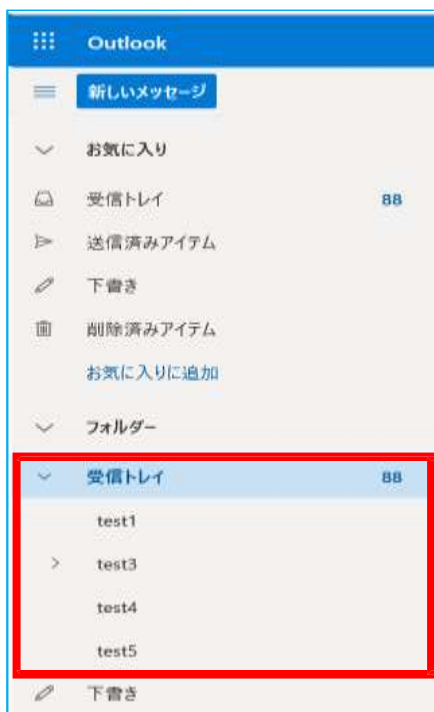 Outlook
新しいメッセージ
お気に入り
受信トレイ 88
送信済みアイテム
下書き
削除済みアイテム
お気に入りに追加
フォルダー
受信トレイ 88
test1
test3
test4
test5
下書き